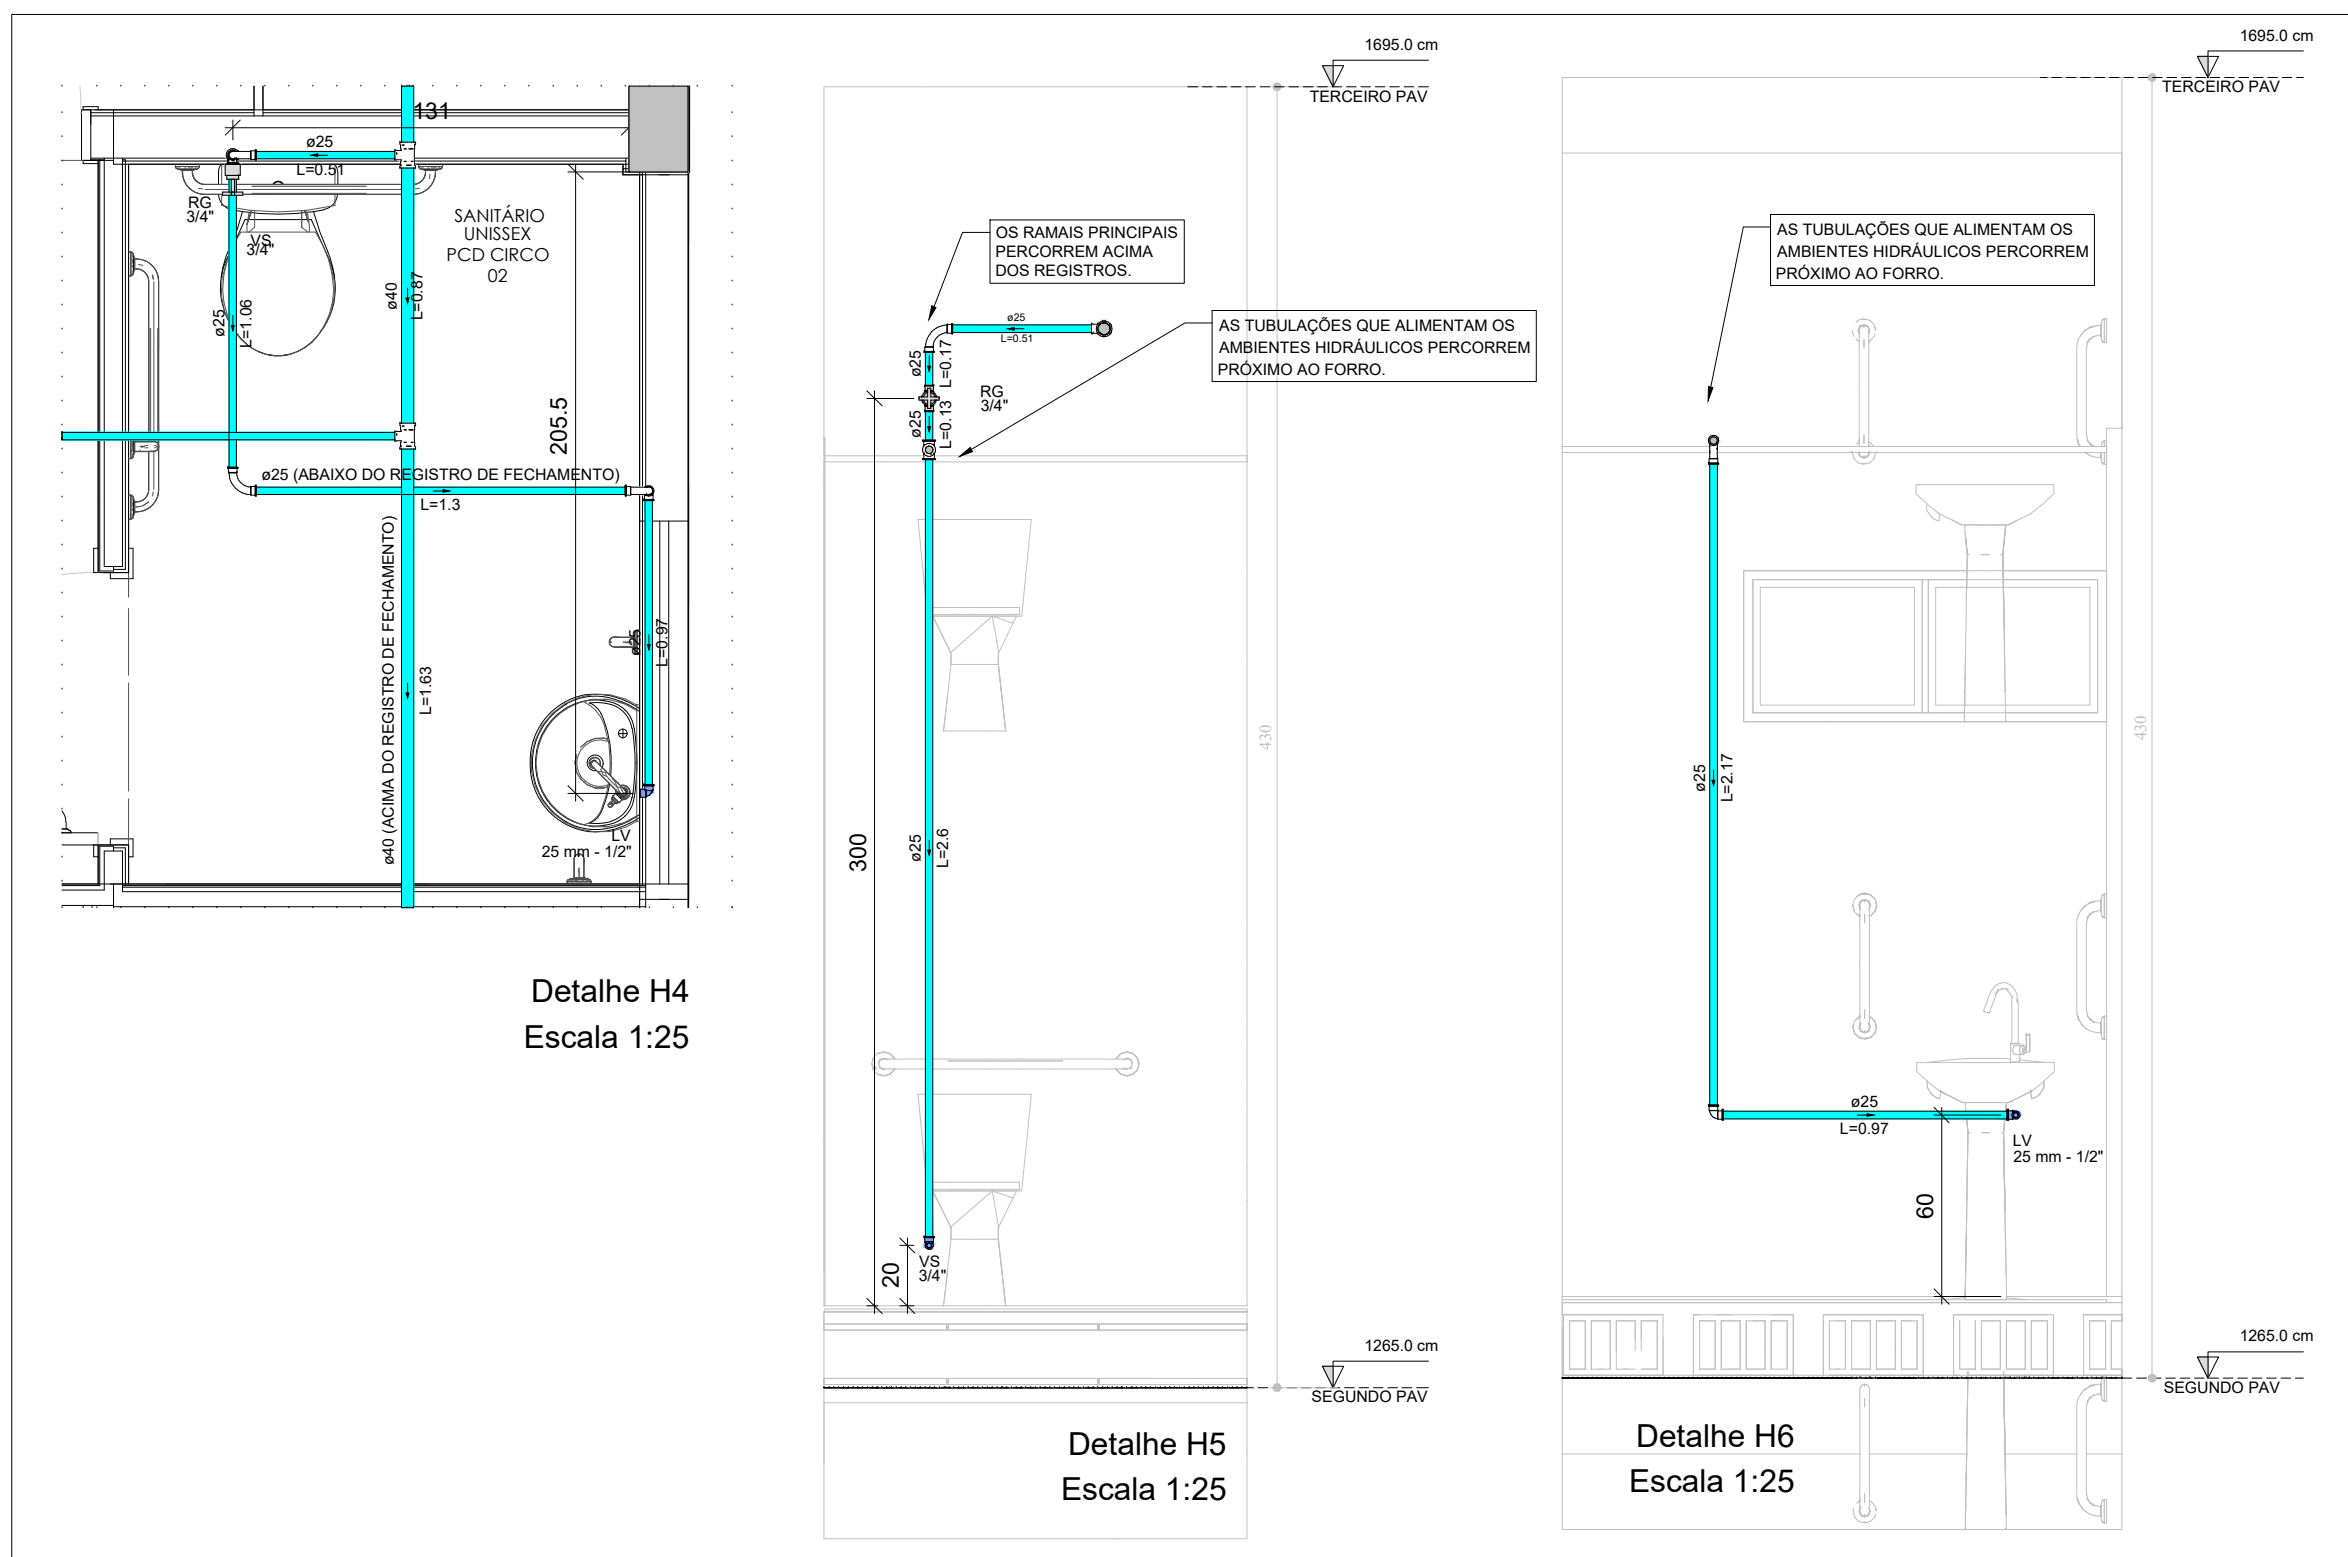 131
ø25
L=0.51
RG
3/4"
VS
3/4"
SANITÁRIO
UNISSEX
PCD CIRCO
02
ø40
L=0.87
ø25
L=1.06
205.5
ø25 (ABAIXO DO REGISTRO DE FECHAMENTO)
L=1.3
ø40 (ACIMA DO REGISTRO DE FECHAMENTO)
L=1.63
ø25
L=0.97
LV
25 mm - 1/2"
Detalhe H4
Escala 1:25
1695.0 cm
TERCEIRO PAV
OS RAMAIS PRINCIPAIS
PERCORREM ACIMA
DOS REGISTROS.
AS TUBULAÇÕES QUE ALIMENTAM OS
AMBIENTES HIDRÁULICOS PERCORREM
PRÓXIMO AO FORRO.
ø25
L=0.51
ø25
L=0.17
RG
3/4"
ø25
L=0.13
430
300
ø25
L=2.6
20
VS
3/4"
1265.0 cm
SEGUNDO PAV
Detalhe H5
Escala 1:25
1695.0 cm
TERCEIRO PAV
AS TUBULAÇÕES QUE ALIMENTAM OS
AMBIENTES HIDRÁULICOS PERCORREM
PRÓXIMO AO FORRO.
430
ø25
L=2.17
ø25
L=0.97
LV
25 mm - 1/2"
60
1265.0 cm
SEGUNDO PAV
Detalhe H6
Escala 1:25